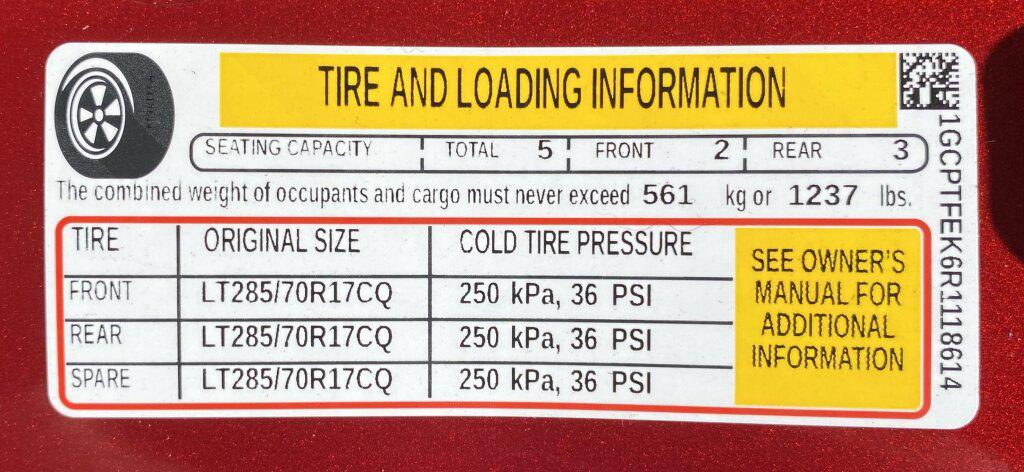 TIRE AND LOADING INFORMATION
SEATING CAPACITY TOTAL 5 FRONT 2 REAR 3
The combined weight of occupants and cargo must never exceed 561 kg or 1237 lbs.
TIRE ORIGINAL SIZE COLD TIRE PRESSURE
FRONT LT285/70R17CQ 250 kPa, 36 PSI
REAR LT285/70R17CQ 250 kPa, 36 PSI
SPARE LT285/70R17CQ 250 kPa, 36 PSI
SEE OWNER'S
MANUAL FOR
ADDITIONAL
INFORMATION
1GCPTFEK6R1118614